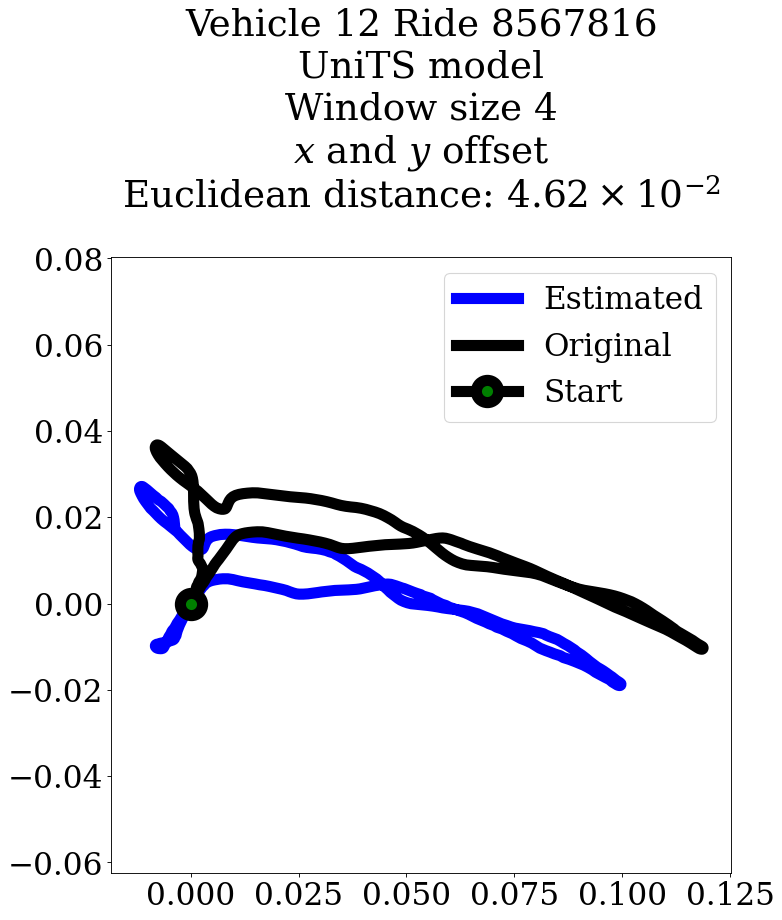 Vehicle 12 Ride 8567816
UniTS model
Window size 4
x and y offset
Euclidean distance: 4.62 × 10⁻²
Estimated
Original
Start
0.08
0.06
0.04
0.02
0.00
−0.02
−0.04
−0.06
0.000 0.025 0.050 0.075 0.100 0.125